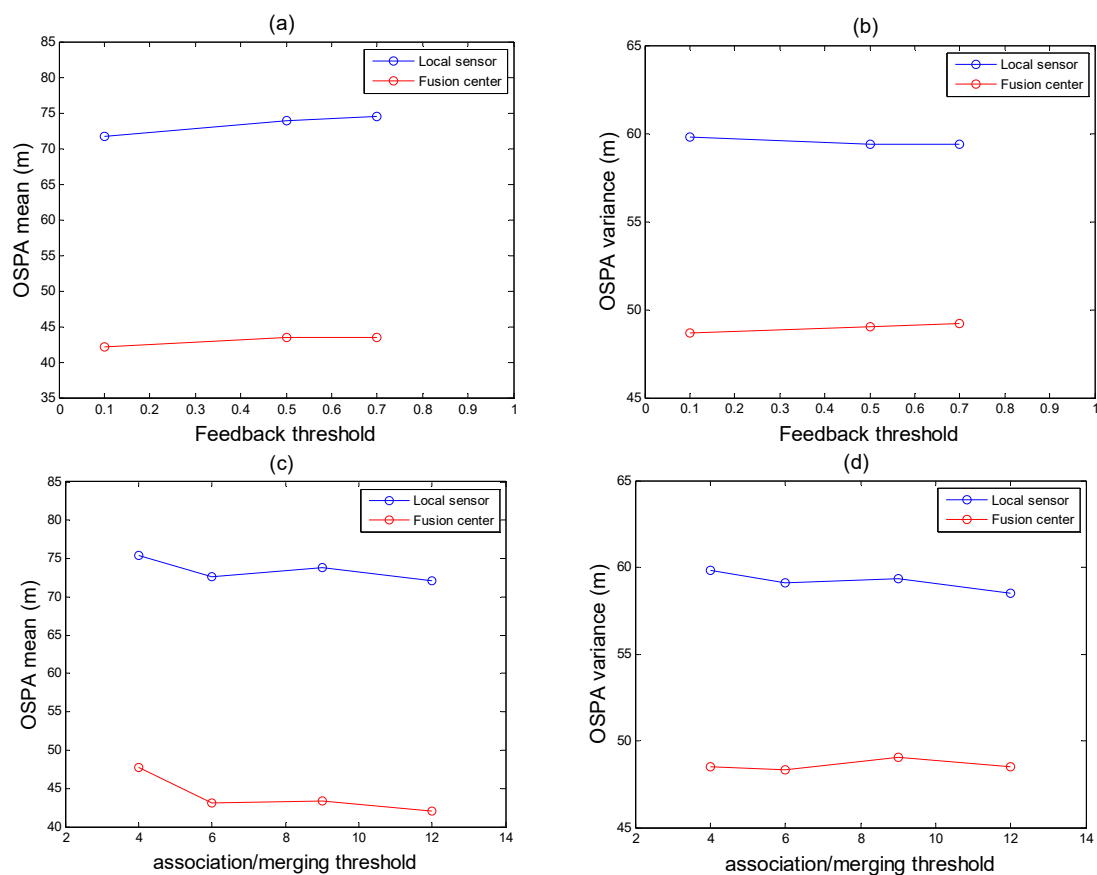 (a)
85
80
75
70
65
60
55
50
45
40
35
OSPA mean (m)
Local sensor
Fusion center
0 0.1 0.2 0.3 0.4 0.5 0.6 0.7 0.8 0.9 1
Feedback threshold
(b)
65
60
55
50
45
OSPA variance (m)
Local sensor
Fusion center
0 0.1 0.2 0.3 0.4 0.5 0.6 0.7 0.8 0.9 1
Feedback threshold
(c)
85
80
75
70
65
60
55
50
45
40
OSPA mean (m)
Local sensor
Fusion center
2 4 6 8 10 12 14
association/merging threshold
(d)
65
60
55
50
45
OSPA variance (m)
Local sensor
Fusion center
2 4 6 8 10 12 14
association/merging threshold